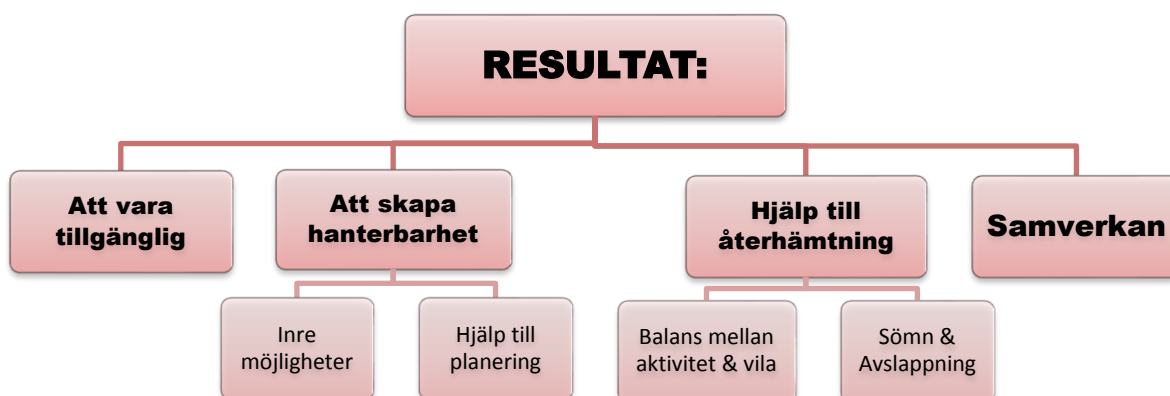 RESULTAT:
Att vara
tillgänglig
Att skapa
hanterbarhet
Hjälp till
återhämtning
Samverkan
Inre
möjligheter
Hjälp till
planering
Balans mellan
aktivitet & vila
Sömn &
Avslappning